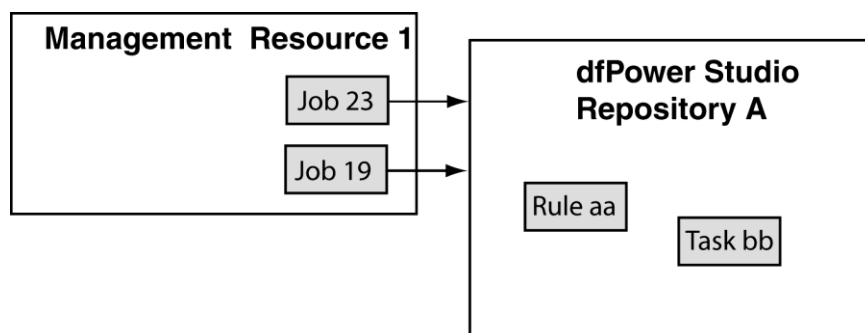 Management Resource 1
Job 23
Job 19
dfPower Studio
Repository A
Rule aa
Task bb